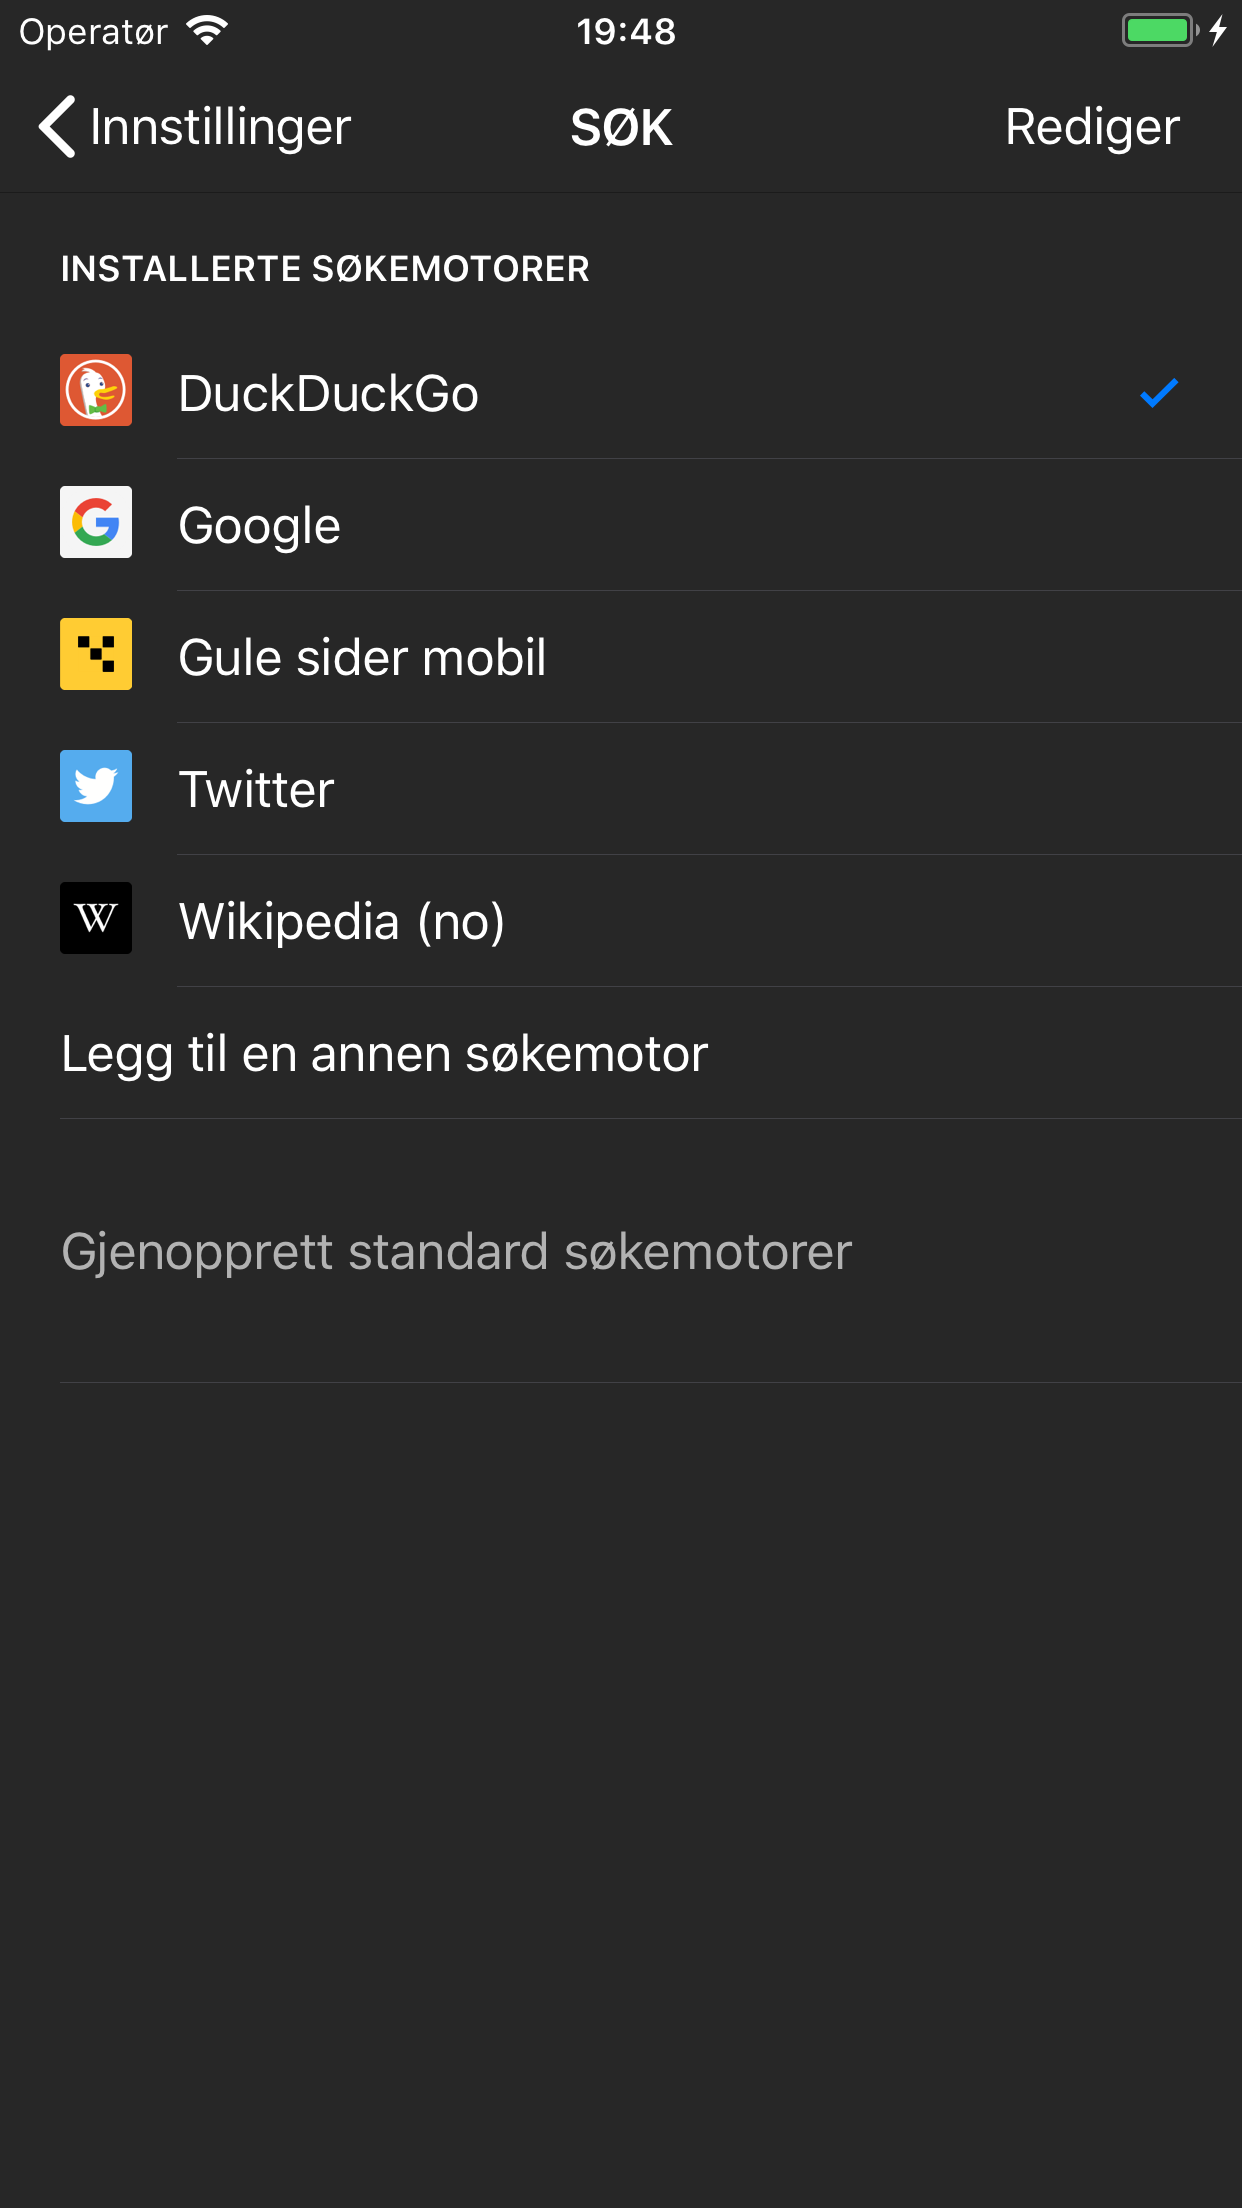 Operatør 19:48
Innstillinger SØK Rediger
INSTALLERTE SØKEMOTORER
DuckDuckGo
Google
Gule sider mobil
Twitter
W Wikipedia (no)
Legg til en annen søkemotor
Gjenopprett standard søkemotorer